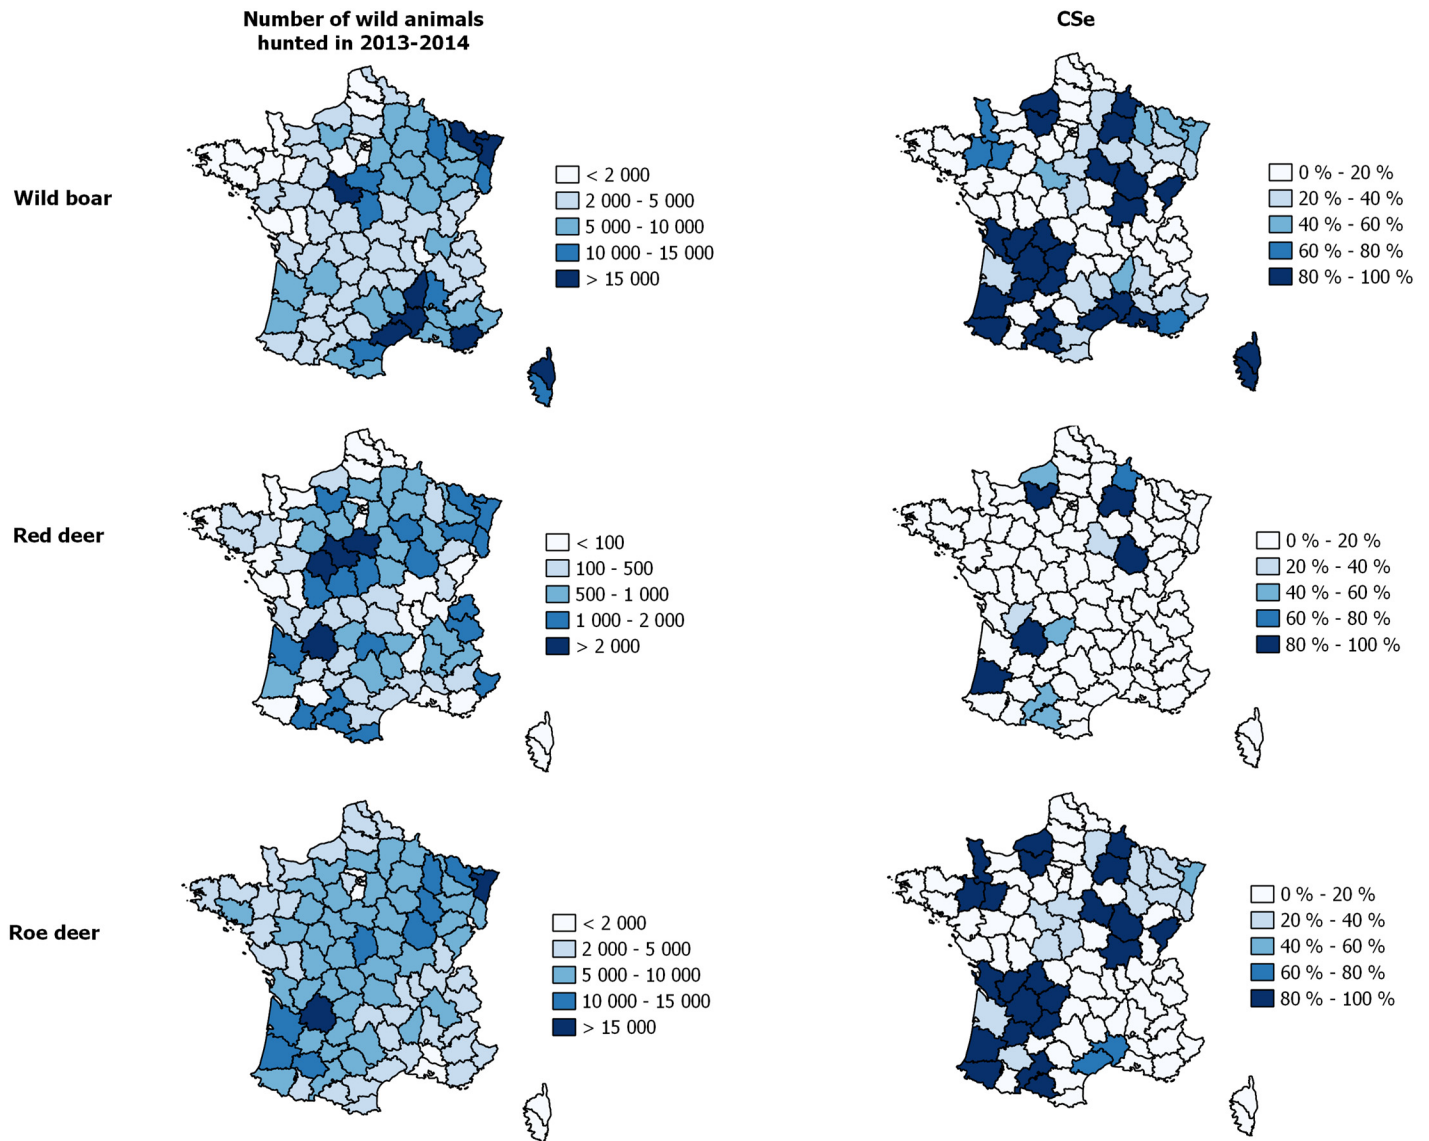 Number of wild animals
hunted in 2013-2014
CSe
Wild boar
< 2 000
2 000 - 5 000
5 000 - 10 000
10 000 - 15 000
> 15 000
0 % - 20 %
20 % - 40 %
40 % - 60 %
60 % - 80 %
80 % - 100 %
Red deer
< 100
100 - 500
500 - 1 000
1 000 - 2 000
> 2 000
0 % - 20 %
20 % - 40 %
40 % - 60 %
60 % - 80 %
80 % - 100 %
Roe deer
< 2 000
2 000 - 5 000
5 000 - 10 000
10 000 - 15 000
> 15 000
0 % - 20 %
20 % - 40 %
40 % - 60 %
60 % - 80 %
80 % - 100 %